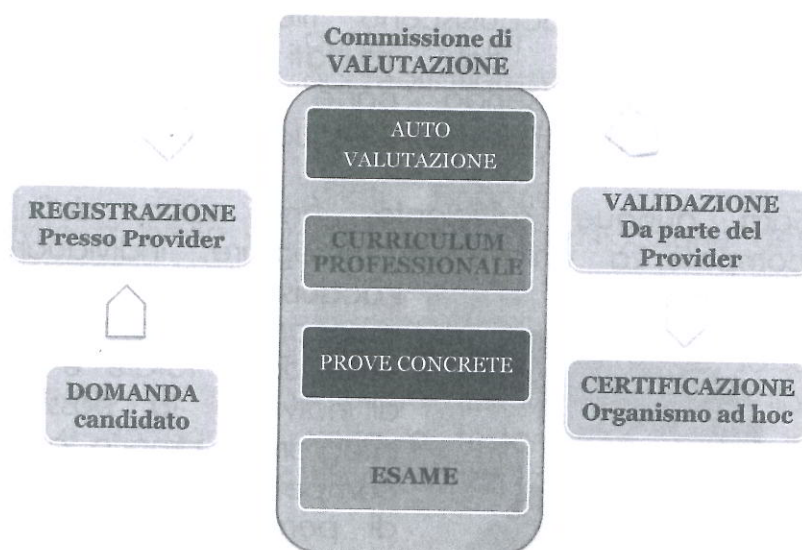 Commissione di
VALUTAZIONE
AUTO
VALUTAZIONE
CURRICULUM
PROFESSIONALE
PROVE CONCRETE
ESAME
REGISTRAZIONE
Presso Provider
DOMANDA
candidato
VALIDAZIONE
Da parte del
Provider
CERTIFICAZIONE
Organismo ad hoc